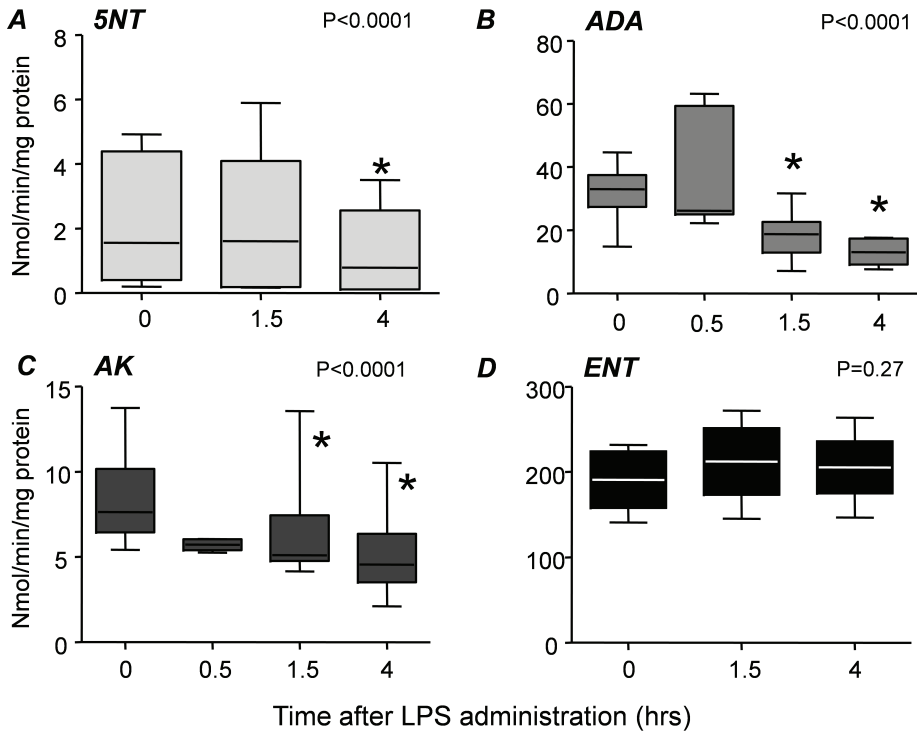 A 5NT P<0.0001
Nmol/min/mg protein
8
6
4
2
0
*
0 1.5 4
B ADA P<0.0001
80
60
40
20
0
* *
0 0.5 1.5 4
C AK P<0.0001
Nmol/min/mg protein
15
10
5
0
* *
0 0.5 1.5 4
D ENT P=0.27
300
200
100
0
0 1.5 4
Time after LPS administration (hrs)